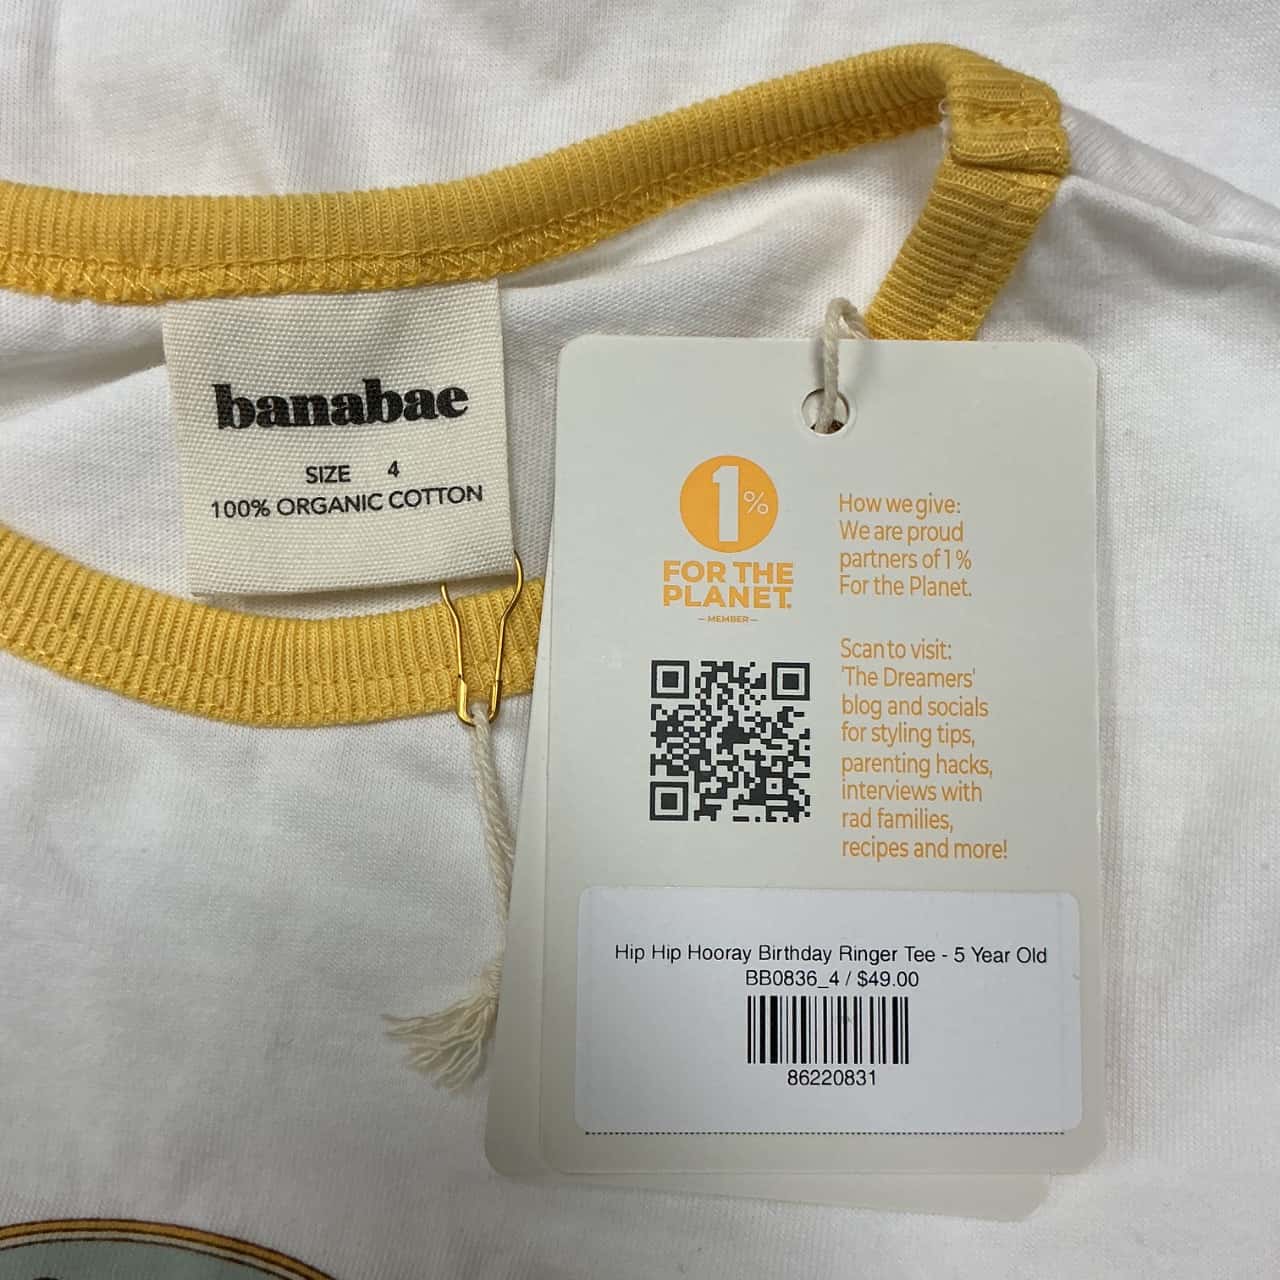 banabae
SIZE 4
100% ORGANIC COTTON
1%
FOR THE
PLANET.
– MEMBER –
How we give:
We are proud
partners of 1%
For the Planet.
Scan to visit:
'The Dreamers'
blog and socials
for styling tips,
parenting hacks,
interviews with
rad families,
recipes and more!
Hip Hip Hooray Birthday Ringer Tee - 5 Year Old
BB0836_4 / $49.00
86220831